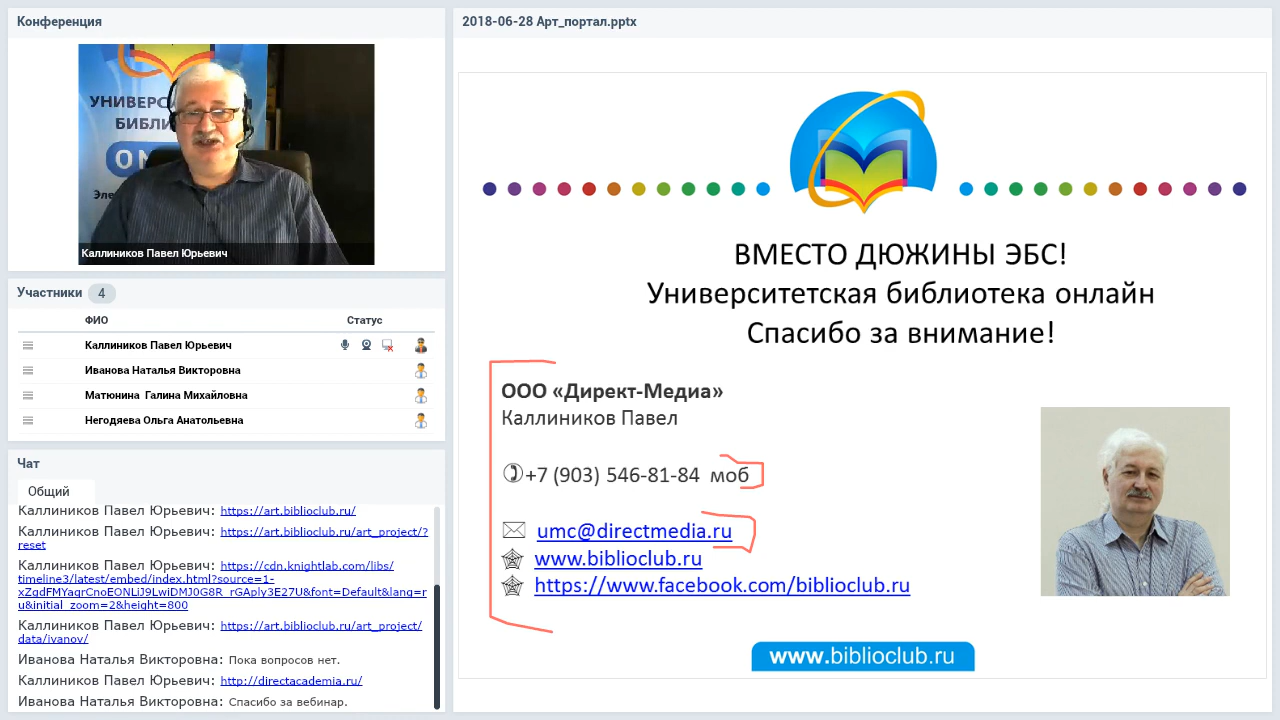 Конференция
УНИВЕРС
БИБЛИ
ON
Каллиников Павел Юрьевич
Участники 4
ФИО Статус
Каллиников Павел Юрьевич
Иванова Наталья Викторовна
Матюнина Галина Михайловна
Негодяева Ольга Анатольевна
Чат
Общий
Каллиников Павел Юрьевич: https://art.biblioclub.ru/
Каллиников Павел Юрьевич: https://art.biblioclub.ru/art_project/?
reset
Каллиников Павел Юрьевич: https://cdn.knightlab.com/libs/
timeline3/latest/embed/index.html?source=1-
xZqdFMYaqrCnoEONLiJ9LwiDMJ0G8R_rGAply3E27U&font=Default&lang=r
u&initial_zoom=2&height=800
Каллиников Павел Юрьевич: https://art.biblioclub.ru/art_project/
data/ivanov/
Иванова Наталья Викторовна: Пока вопросов нет.
Каллиников Павел Юрьевич: http://directacademia.ru/
Иванова Наталья Викторовна: Спасибо за вебинар.
2018-06-28 Арт_портал.pptx
ВМЕСТО ДЮЖИНЫ ЭБС!
Университетская библиотека онлайн
Спасибо за внимание!
ООО «Директ-Медиа»
Каллиников Павел
+7 (903) 546-81-84 моб
umc@directmedia.ru
www.biblioclub.ru
https://www.facebook.com/biblioclub.ru
www.biblioclub.ru